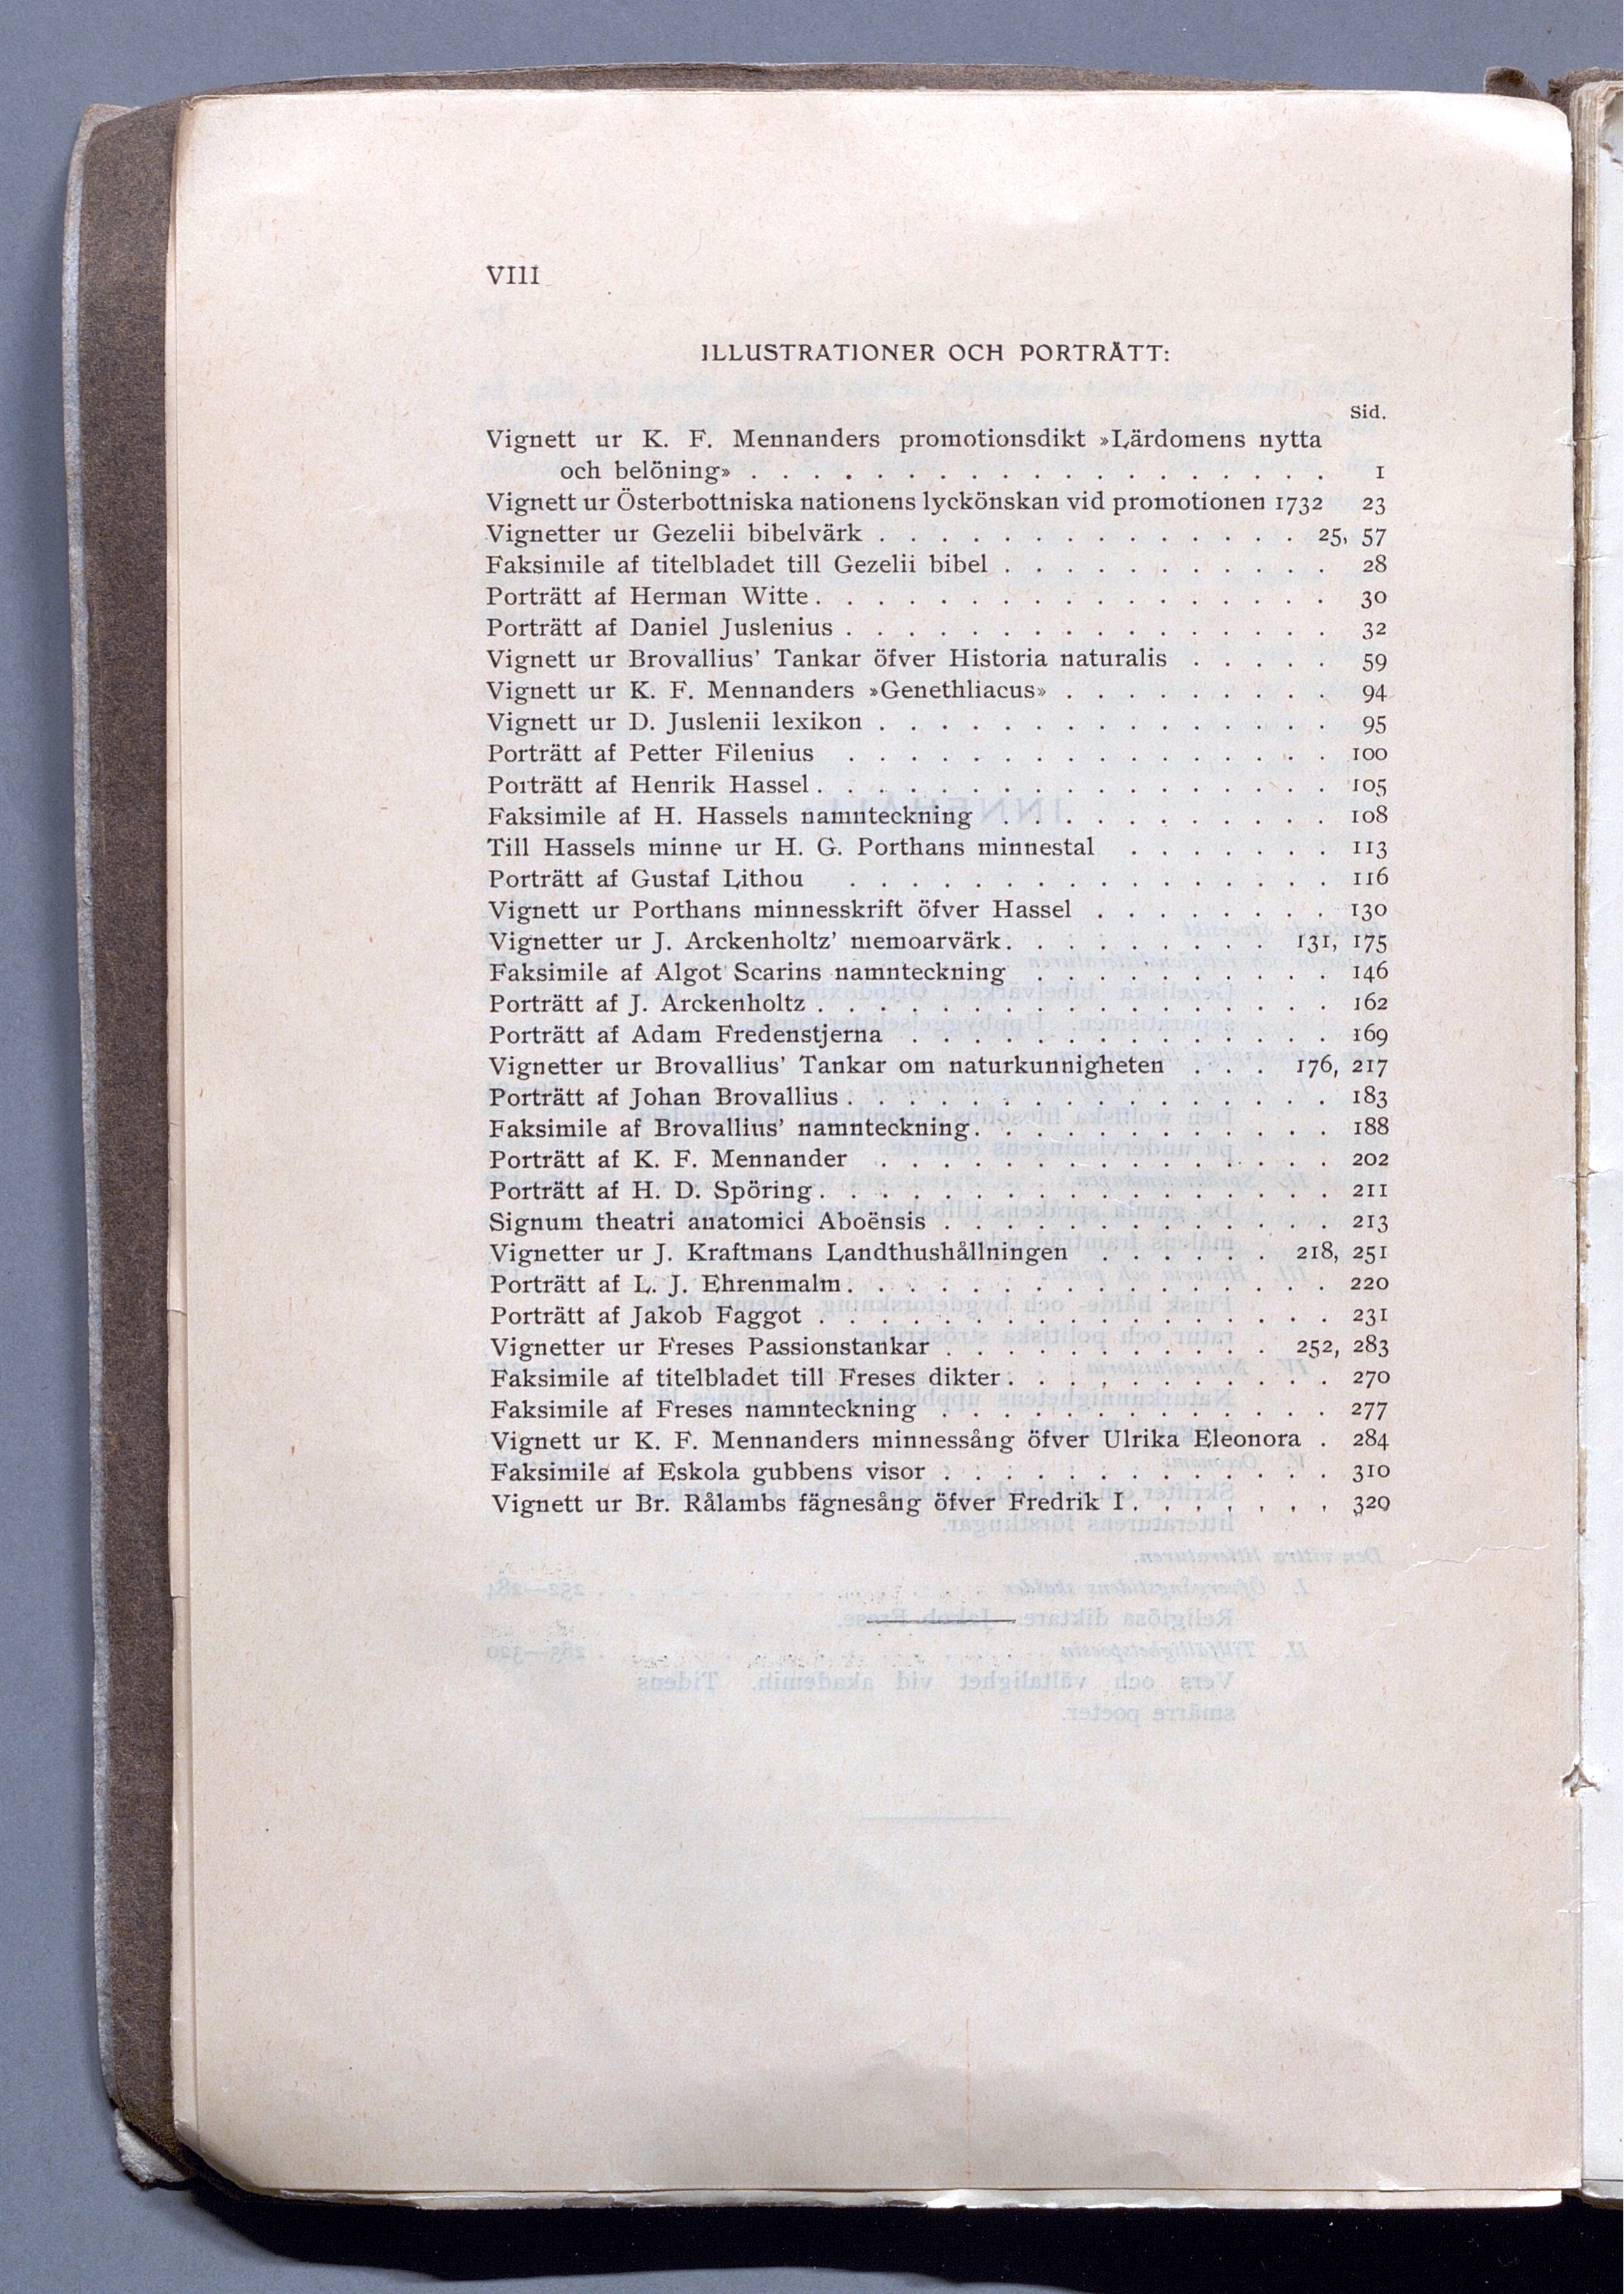 VIII
ILLUSTRATIONER OCH PORTRÄTT:
Sid.
Vignett ur K. F. Mennanders promotionsdikt »Lärdomens nytta
och belöning» . . . . . . . . . . . . . . . . . . . 1
Vignett ur Österbottniska nationens lyckönskan vid promotionen 1732 23
Vignetter ur Gezelii bibelvärk . . . . . . . . . . . . . . . 25, 57
Faksimile af titelbladet till Gezelii bibel . . . . . . . . . . . 28
Porträtt af Herman Witte . . . . . . . . . . . . . . . . . 30
Porträtt af Daniel Juslenius . . . . . . . . . . . . . . . . 32
Vignett ur Brovallius' Tankar öfver Historia naturalis . . . . . 59
Vignett ur K. F. Mennanders »Genethliacus» . . . . . . . . . 94
Vignett ur D. Juslenii lexikon . . . . . . . . . . . . . . . 95
Porträtt af Petter Filenius . . . . . . . . . . . . . . . . 100
Porträtt af Henrik Hassel . . . . . . . . . . . . . . . . . 105
Faksimile af H. Hassels namnteckning . . . . . . . . . . . 108
Till Hassels minne ur H. G. Porthans minnestal . . . . . . . 113
Porträtt af Gustaf Lithou . . . . . . . . . . . . . . . . 116
Vignett ur Porthans minnesskrift öfver Hassel . . . . . . . . 130
Vignetter ur J. Arckenholtz' memoarvärk . . . . . . . . . 131, 175
Faksimile af Algot Scarins namnteckning . . . . . . . . . . 146
Porträtt af J. Arckenholtz . . . . . . . . . . . . . . . . . 162
Porträtt af Adam Fredenstjerna . . . . . . . . . . . . . . 169
Vignetter ur Brovallius' Tankar om naturkunnigheten . . . 176, 217
Porträtt af Johan Brovallius . . . . . . . . . . . . . . . . 183
Faksimile af Brovallius' namnteckning . . . . . . . . . . . . 188
Porträtt af K. F. Mennander . . . . . . . . . . . . . . . 202
Porträtt af H. D. Spöring . . . . . . . . . . . . . . . . . 211
Signum theatri anatomici Aboënsis . . . . . . . . . . . . . 213
Vignetter ur J. Kraftmans Landthushållningen . . . . . . 218, 251
Porträtt af L. J. Ehrenmalm . . . . . . . . . . . . . . . . 220
Porträtt af Jakob Faggot . . . . . . . . . . . . . . . . . 231
Vignetter ur Freses Passionstankar . . . . . . . . . . . 252, 283
Faksimile af titelbladet till Freses dikter . . . . . . . . . . . 270
Faksimile af Freses namnteckning . . . . . . . . . . . . . 277
Vignett ur K. F. Mennanders minnessång öfver Ulrika Eleonora . 284
Faksimile af Eskola gubbens visor . . . . . . . . . . . . . 310
Vignett ur Br. Rålambs fägnesång öfver Fredrik I . . . . . . . 320